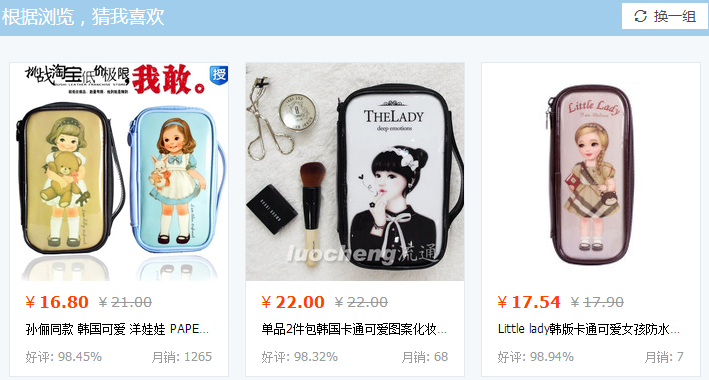 根据浏览，猜我喜欢
换一组
挑战淘宝低价极限,我敢.
授
THELADY
deep emotions
luocheng流通
Little Lady
¥ 16.80 ¥ 21.00
孙俪同款 韩国可爱 洋娃娃 PAPE...
好评: 98.45% 月销: 1265
¥ 22.00 ¥ 22.00
单品2件包韩国卡通可爱图案化妆...
好评: 98.32% 月销: 68
¥ 17.54 ¥ 17.90
Little lady韩版卡通可爱女孩防水...
好评: 98.94% 月销: 7